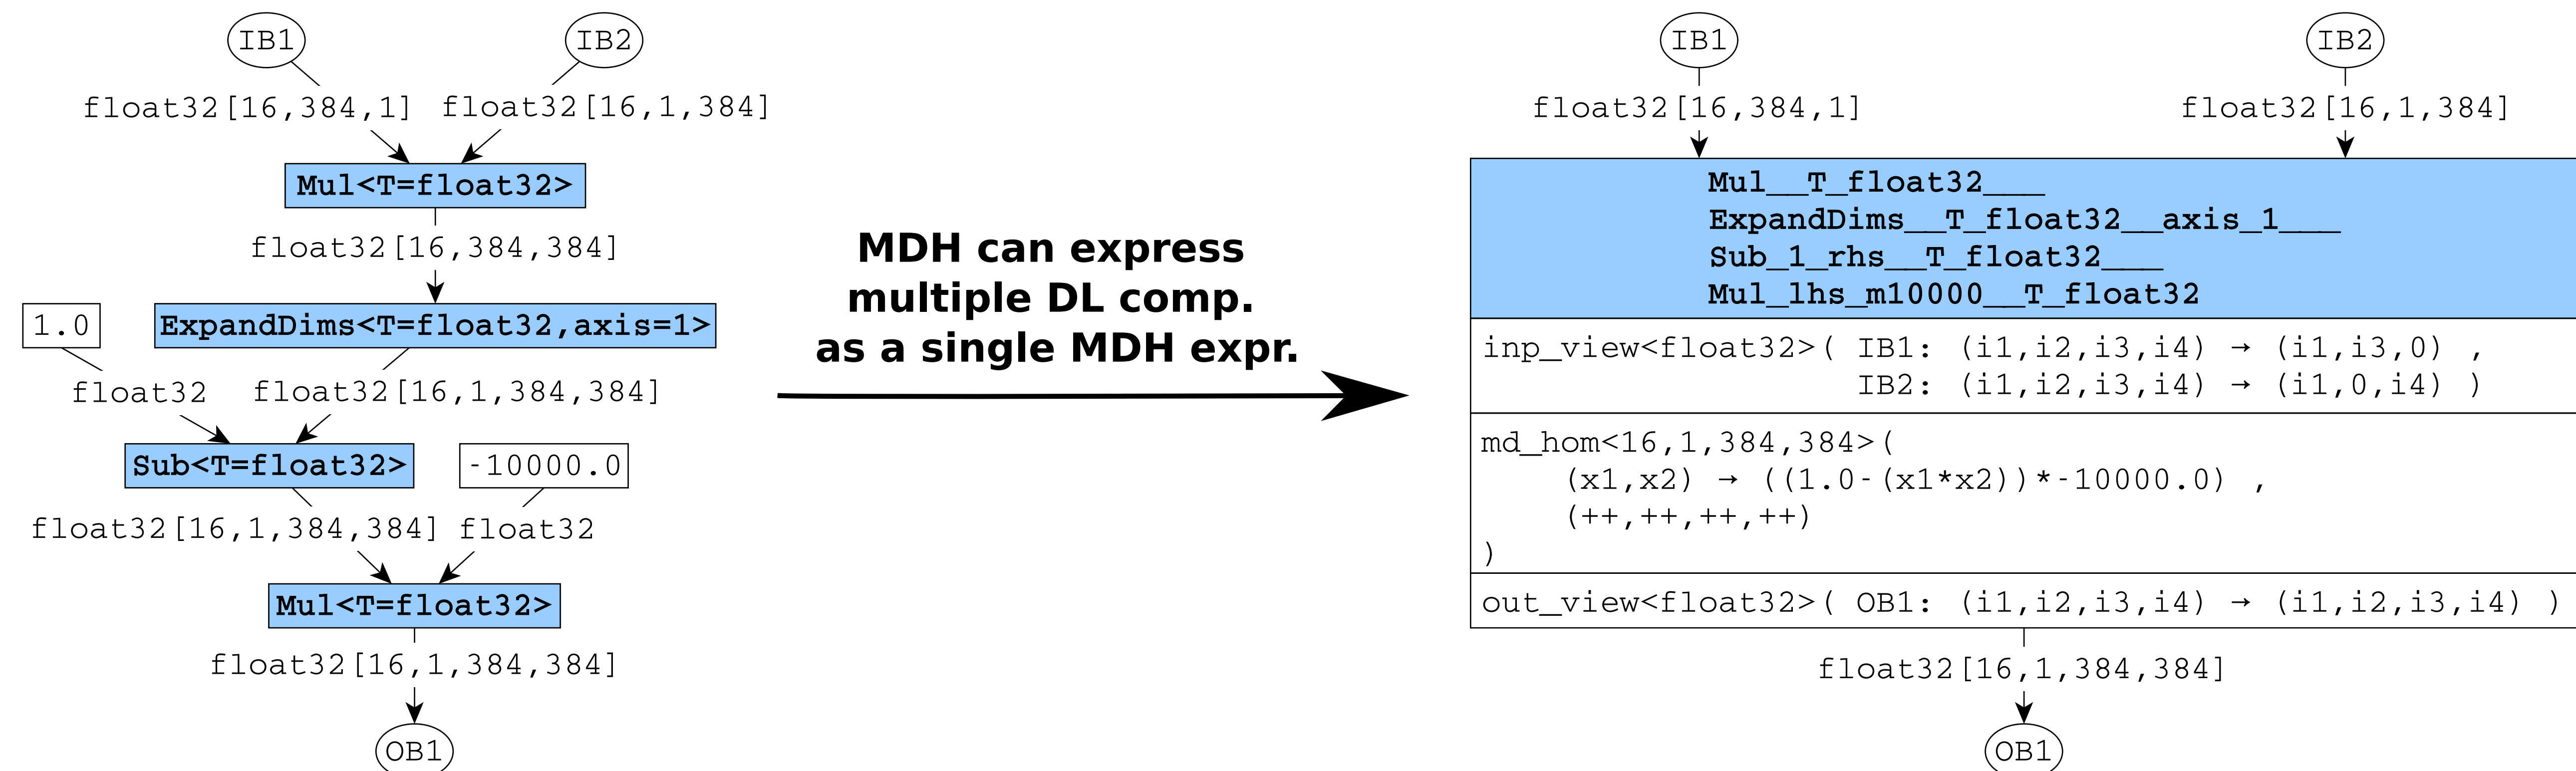 IB1
IB2
float32[16,384,1]
float32[16,1,384]
Mul<T=float32>
float32[16,384,384]
1.0
ExpandDims<T=float32,axis=1>
float32
float32[16,1,384,384]
Sub<T=float32>
-10000.0
float32[16,1,384,384]
float32
Mul<T=float32>
float32[16,1,384,384]
OB1
MDH can express
multiple DL comp.
as a single MDH expr.
IB1
IB2
float32[16,384,1]
float32[16,1,384]
Mul__T_float32___
ExpandDims__T_float32__axis_1___
Sub_1_rhs__T_float32___
Mul_lhs_m10000__T_float32
inp_view<float32>( IB1: (i1,i2,i3,i4) → (i1,i3,0) ,
IB2: (i1,i2,i3,i4) → (i1,0,i4) )
md_hom<16,1,384,384>(
(x1,x2) → ((1.0-(x1*x2))*-10000.0) ,
(++,++,++,++)
)
out_view<float32>( OB1: (i1,i2,i3,i4) → (i1,i2,i3,i4) )
float32[16,1,384,384]
OB1